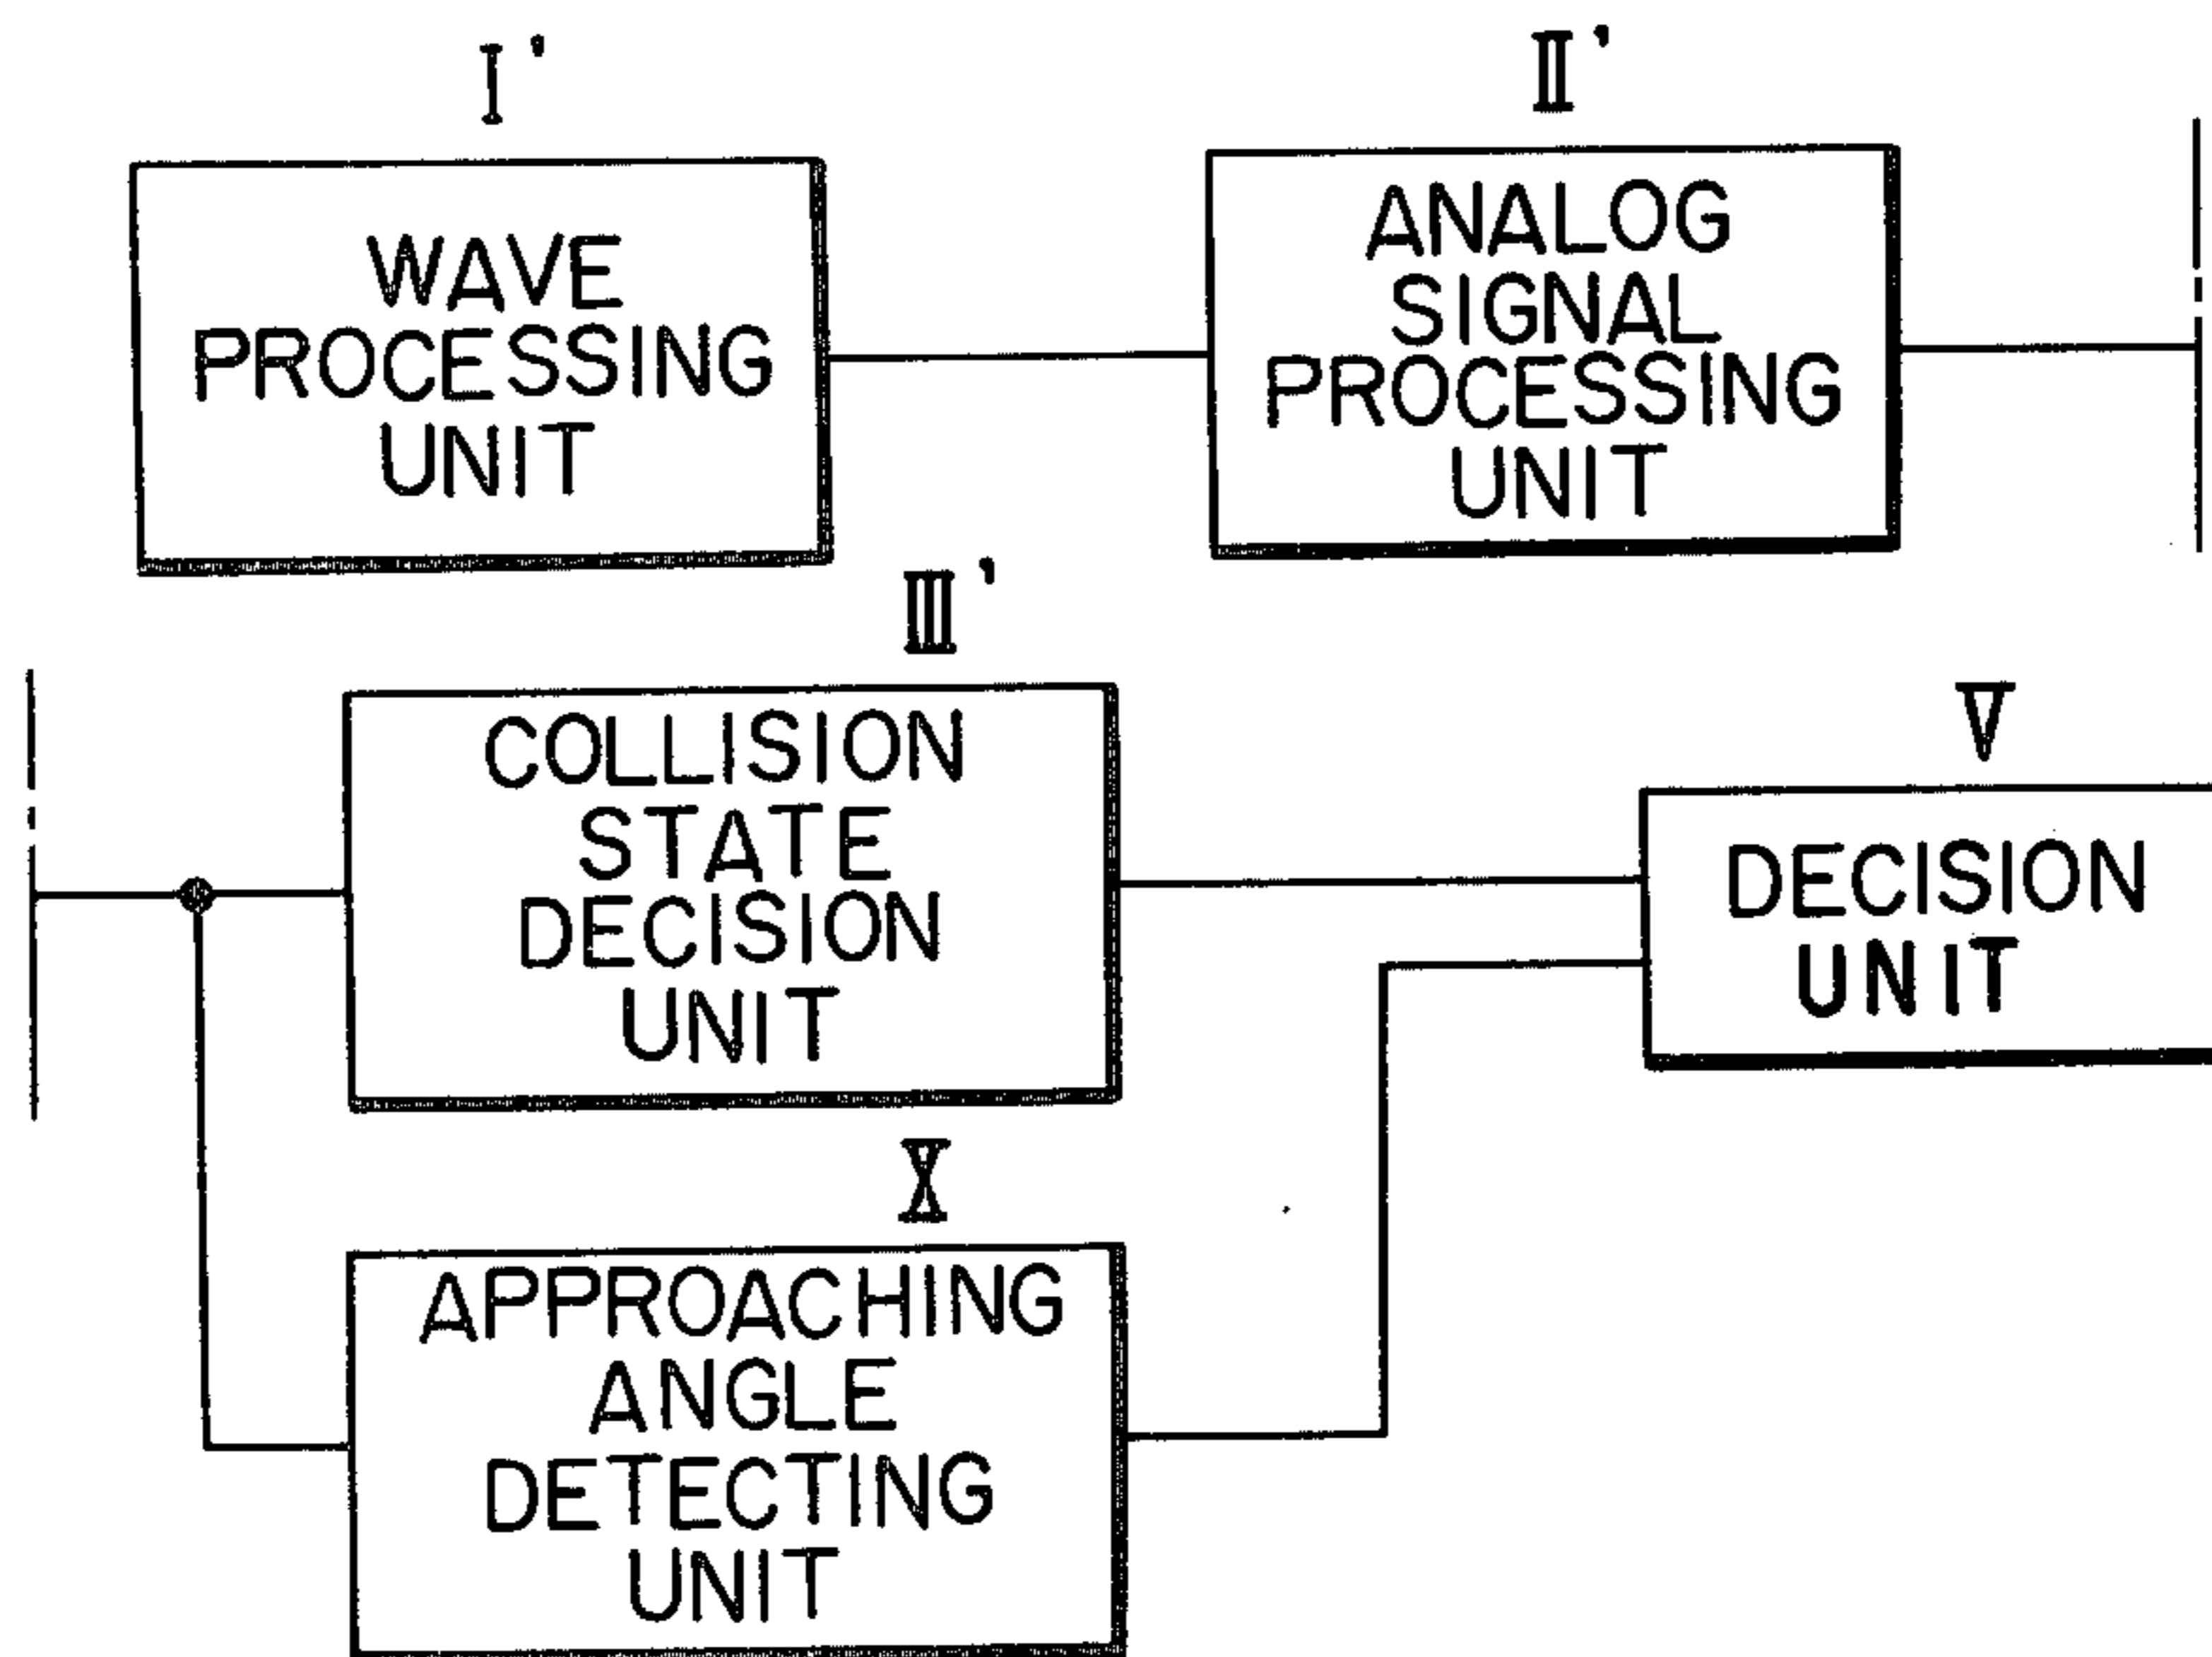 I'
WAVE
PROCESSING
UNIT
II'
ANALOG
SIGNAL
PROCESSING
UNIT
III'
COLLISION
STATE
DECISION
UNIT
V
DECISION
UNIT
X
APPROACHING
ANGLE
DETECTING
UNIT